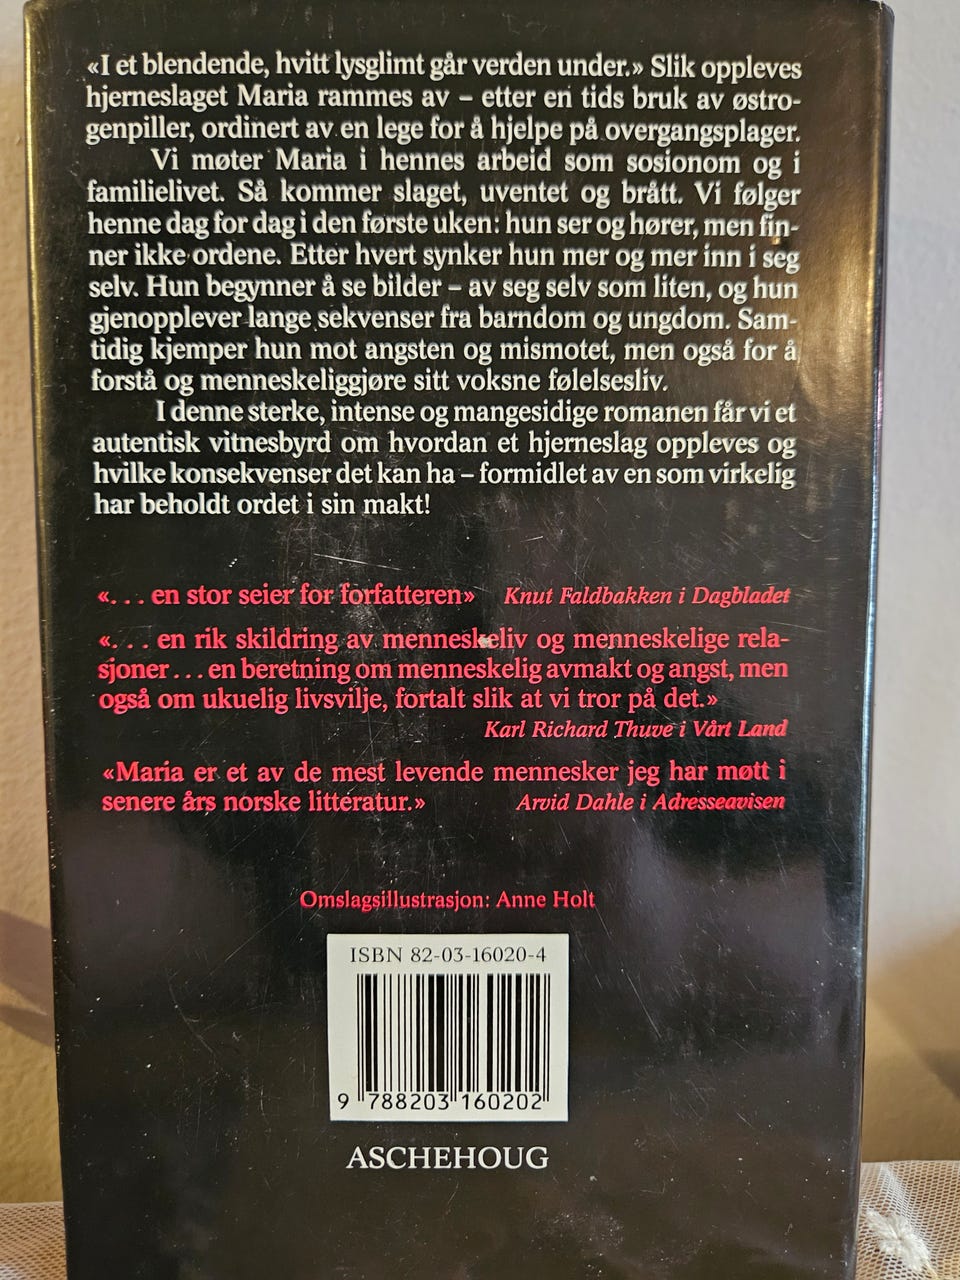 «I et blendende, hvitt lysglimt går verden under.» Slik oppleves
hjerneslaget Maria rammes av – etter en tids bruk av østro-
genpiller, ordinert av en lege for å hjelpe på overgangsplager.
Vi møter Maria i hennes arbeid som sosionom og i
familielivet. Så kommer slaget, uventet og brått. Vi følger
henne dag for dag i den første uken: hun ser og hører, men fin-
ner ikke ordene. Etter hvert synker hun mer og mer inn i seg
selv. Hun begynner å se bilder – av seg selv som liten, og hun
gjenopplever lange sekvenser fra barndom og ungdom. Sam-
tidig kjemper hun mot angsten og mismotet, men også for å
forstå og menneskeliggjøre sitt voksne følelsesliv.
I denne sterke, intense og mangesidige romanen får vi et
autentisk vitnesbyrd om hvordan et hjerneslag oppleves og
hvilke konsekvenser det kan ha – formidlet av en som virkelig
har beholdt ordet i sin makt!
«. . . en stor seier for forfatteren» Knut Faldbakken i Dagbladet
«. . . en rik skildring av menneskeliv og menneskelige rela-
sjoner . . . en beretning om menneskelig avmakt og angst, men
også om ukuelig livsvilje, fortalt slik at vi tror på det.»
Karl Richard Thuve i Vårt Land
«Maria er et av de mest levende mennesker jeg har møtt i
senere års norske litteratur.» Arvid Dahle i Adresseavisen
Omslagsillustrasjon: Anne Holt
ISBN 82-03-16020-4
9 788203 160202
ASCHEHOUG